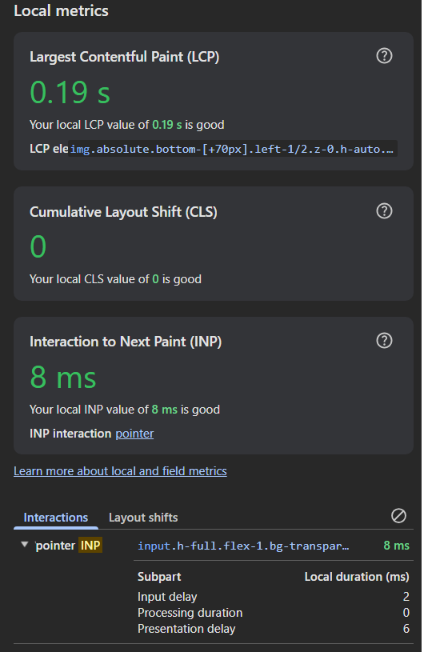 Local metrics
Largest Contentful Paint (LCP)
0.19 s
Your local LCP value of 0.19 s is good
LCP ele img.absolute.bottom-[+70px].left-1/2.z-0.h-auto.…
Cumulative Layout Shift (CLS)
0
Your local CLS value of 0 is good
Interaction to Next Paint (INP)
8 ms
Your local INP value of 8 ms is good
INP interaction pointer
Learn more about local and field metrics
Interactions Layout shifts
pointer INP input.h-full.flex-1.bg-transpar… 8 ms
Subpart Local duration (ms)
Input delay 2
Processing duration 0
Presentation delay 6